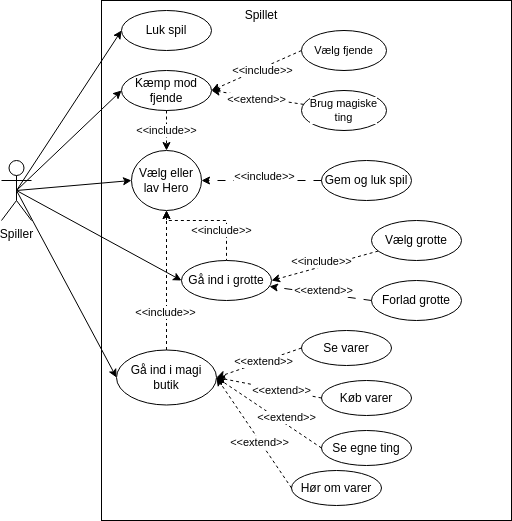 Spillet
Luk spil
Vælg fjende
<<include>>
Kæmp mod
fjende
<<extend>>
Brug magiske
ting
<<include>>
Vælg eller
lav Hero
<<include>>
Gem og luk spil
Spiller
<<include>>
Vælg grotte
<<include>>
Gå ind i grotte
<<extend>>
Forlad grotte
<<include>>
Se varer
<<extend>>
Gå ind i magi
butik
<<extend>>
Køb varer
<<extend>>
<<extend>>
Se egne ting
Hør om varer